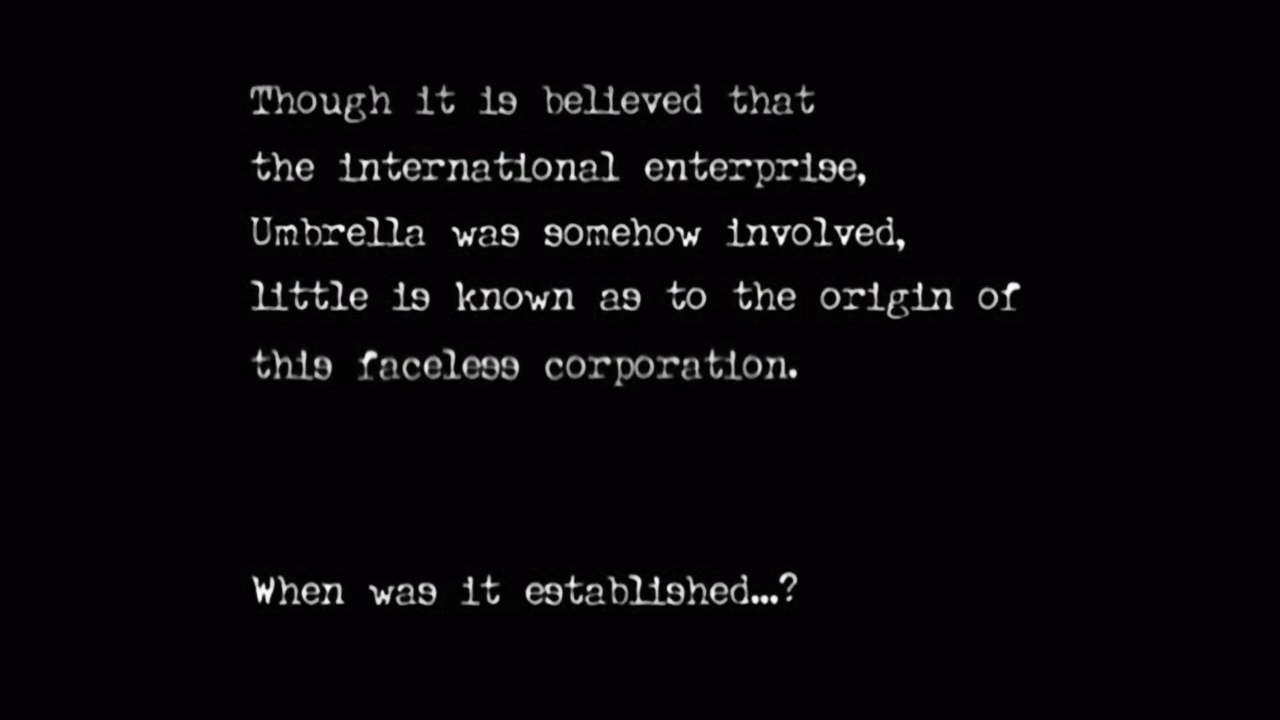 Though it is believed that
the international enterprise,
Umbrella was somehow involved,
little is known as to the origin of
this faceless corporation.
When was it established...?